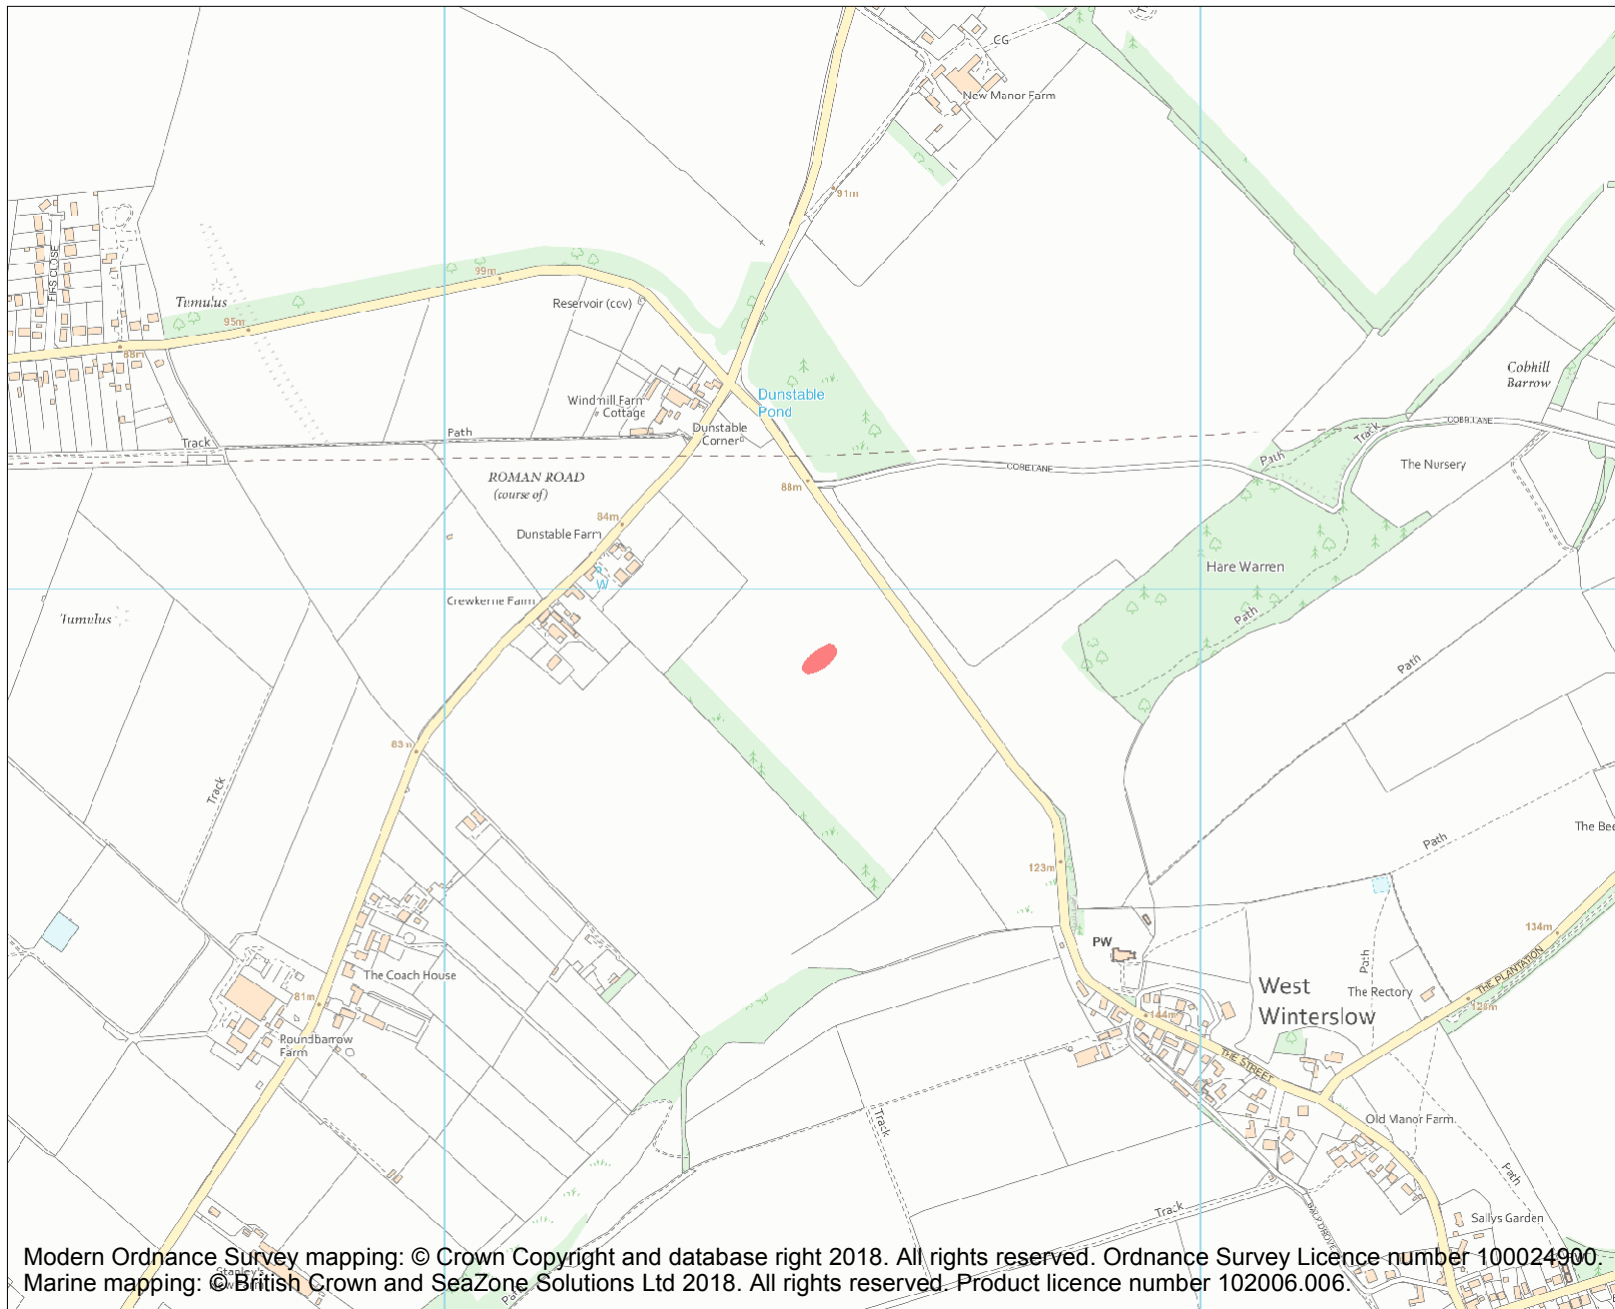 CG
New Manor Farm
91m
FIRS CLOSE
Tumulus
99m
Reservoir (cov)
95m
88m
Cobhill
Barrow
Windmill Farm
Cottage
Dunstable
Pond
Dunstable
Corner
Track
Path
Track
Path
COBB LANE
The Nursery
COBB LANE
ROMAN ROAD
(course of)
88m
84m
Dunstable Farm
P
W
Hare Warren
Crewkerne Farm
Tumulus
Path
Path
83m
Track
The Bee
Path
123m
PW
134m
The Coach House
Path
THE PLANTATION
West
Winterslow
The Rectory
81m
128m
144m
Roundbarrow
Farm
THE STREET
Track
Old Manor Farm
Path
Track
Sallys Garden
Modern Ordnance Survey mapping: © Crown Copyright and database right 2018. All rights reserved. Ordnance Survey Licence number 100024900.
Marine mapping: © British Crown and SeaZone Solutions Ltd 2018. All rights reserved. Product licence number 102006.006.
Path